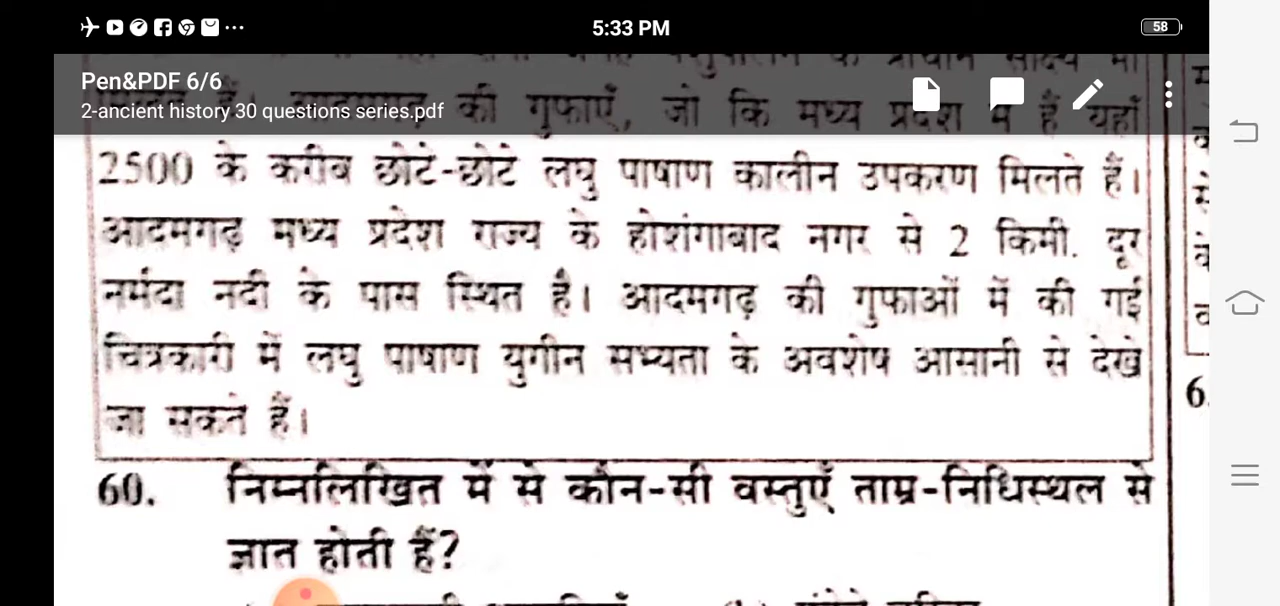 5:33 PM
58
Pen&PDF 6/6
2-ancient history 30 questions series.pdf
की गुफाएँ, जो कि मध्य प्रदेश में हैं यहाँ
2500 के करीब छोटे-छोटे लघु पाषाण कालीन उपकरण मिलते हैं।
आदमगढ़ मध्य प्रदेश राज्य के होशंगाबाद नगर से 2 किमी. दूर
नर्मदा नदी के पास स्थित है। आदमगढ़ की गुफाओं में की गई
चित्रकारी में लघु पाषाण युगीन सभ्यता के अवशेष आसानी से देखे
जा सकते हैं।
60. निम्नलिखित में से कौन-सी वस्तुएँ ताम्र-निधिस्थल से
ज्ञात होती हैं?
6